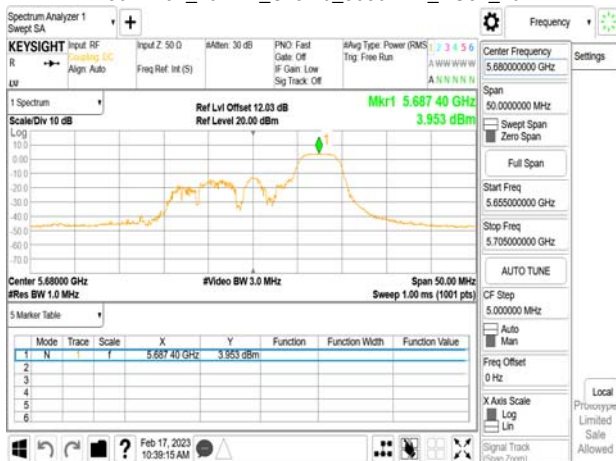 Spectrum Analyzer 1
Swept SA
Frequency
KEYSIGHT
R
LW
Input: RF
Coupling: DC
Align: Auto
Input Z: 50 Ω
Freq Ref: Int (S)
#Atten: 30 dB
PNO: Fast
Gate: Off
IF Gain: Low
Sig Track: Off
#Avg Type: Power (RMS)
Trig: Free Run
1 2 3 4 5 6
A W W W W W
A N N N N N
1 Spectrum
Scale/Div 10 dB
Log
Ref Lvl Offset 12.03 dB
Ref Level 20.00 dBm
Mkr1 5.687 40 GHz
3.953 dBm
1
10.0
0.00
-10.0
-20.0
-30.0
-40.0
-50.0
-60.0
-70.0
Center 5.68000 GHz
#Res BW 1.0 MHz
#Video BW 3.0 MHz
Span 50.00 MHz
Sweep 1.00 ms (1001 pts)
5 Marker Table
Mode Trace Scale X Y Function Function Width Function Value
1 N 1 f 5.687 40 GHz 3.953 dBm
2
3
4
5
6
Feb 17, 2023
10:39:15 AM
Center Frequency
5.680000000 GHz
Span
50.0000000 MHz
Swept Span
Zero Span
Full Span
Start Freq
5.655000000 GHz
Stop Freq
5.705000000 GHz
AUTO TUNE
CF Step
5.000000 MHz
Auto
Man
Freq Offset
0 Hz
X Axis Scale
Log
Lin
Signal Track
(Span Zoom)
Settings
Local
Prototype
Limited
Sale
Allowed